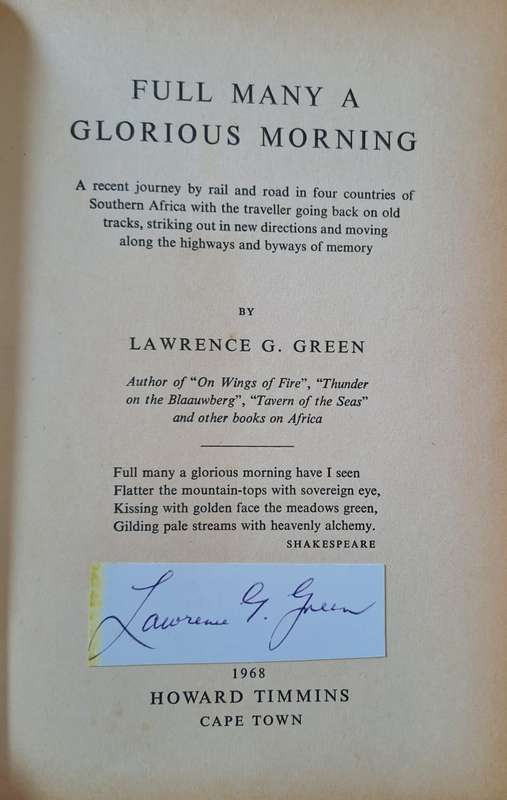 FULL MANY A
GLORIOUS MORNING
A recent journey by rail and road in four countries of
Southern Africa with the traveller going back on old
tracks, striking out in new directions and moving
along the highways and byways of memory
BY
LAWRENCE G. GREEN
Author of "On Wings of Fire", "Thunder
on the Blaauwberg", "Tavern of the Seas"
and other books on Africa
Full many a glorious morning have I seen
Flatter the mountain-tops with sovereign eye,
Kissing with golden face the meadows green,
Gilding pale streams with heavenly alchemy.
SHAKESPEARE
Lawrence G. Green
1968
HOWARD TIMMINS
CAPE TOWN